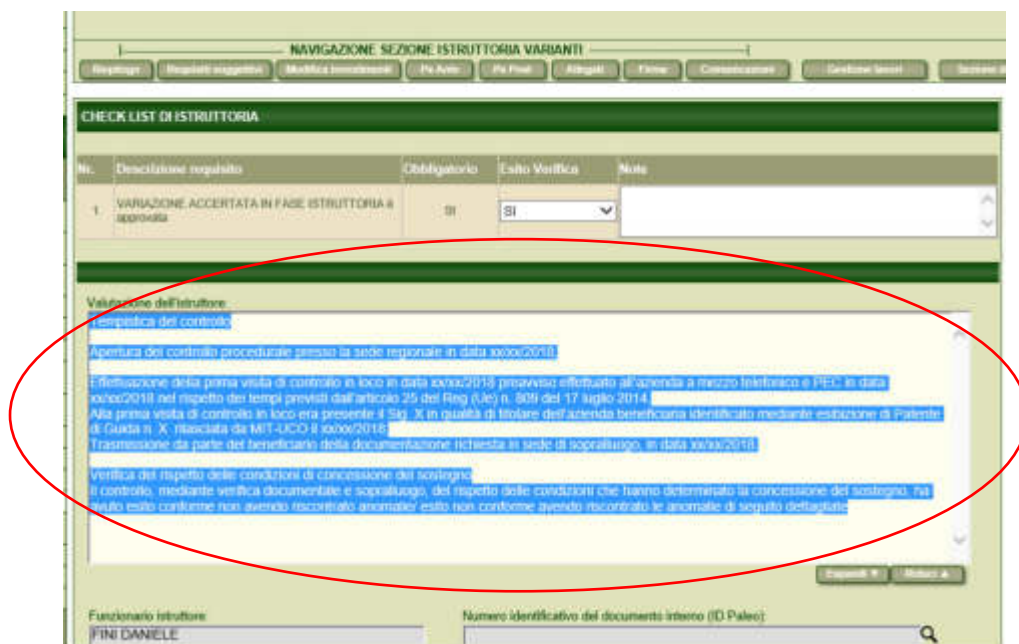 NAVIGAZIONE SEZIONE ISTRUTTORIA VARIANTI
Riepilogo Requisiti soggettivi Modifica Investimenti Pa Ante Pa Post Allegati Firma Comunicazioni Gestione lavori
CHECK LIST DI ISTRUTTORIA
Nr. Descrizione requisito Obbligatorio Esito Verifica Note
1 VARIAZIONE ACCERTATA IN FASE ISTRUTTORIA è SI SI
approvata
Valutazione dell'istruttore:
Tempistica del controllo
Apertura del controllo procedurale presso la sede regionale in data xx/xx/2018.
Effettuazione della prima visita di controllo in loco in data xx/xx/2018 preavviso effettuato all'azienda a mezzo telefonico e PEC in data
xx/xx/2018 nel rispetto dei tempi previsti dall'articolo 25 del Reg (Ue) n. 809 del 17 luglio 2014.
Alla prima visita di controllo in loco era presente il Sig. X in qualità di titolare dell'azienda beneficiaria identificato mediante esibizione di Patente
di Guida n. X rilasciata da MIT-UCO il xx/xx/2018.
Trasmissione da parte del beneficiario della documentazione richiesta in sede di sopralluogo, in data xx/xx/2018.
Verifica del rispetto delle condizioni di concessione del sostegno
Il controllo, mediante verifica documentale e sopralluogo, del rispetto delle condizioni che hanno determinato la concessione del sostegno, ha
avuto esito conforme non avendo riscontrato anomalie/ esito non conforme avendo riscontrato le anomalie di seguito dettagliate
Espandi ▼ Riduci ▲
Funzionario istruttore: Numero identificativo del documento interno (ID Paleo):
FINI DANIELE